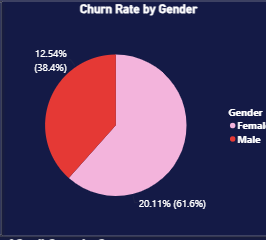 Churn Rate by Gender
12.54%
(38.4%)
Gender
Femal
Male
20.11% (61.6%)